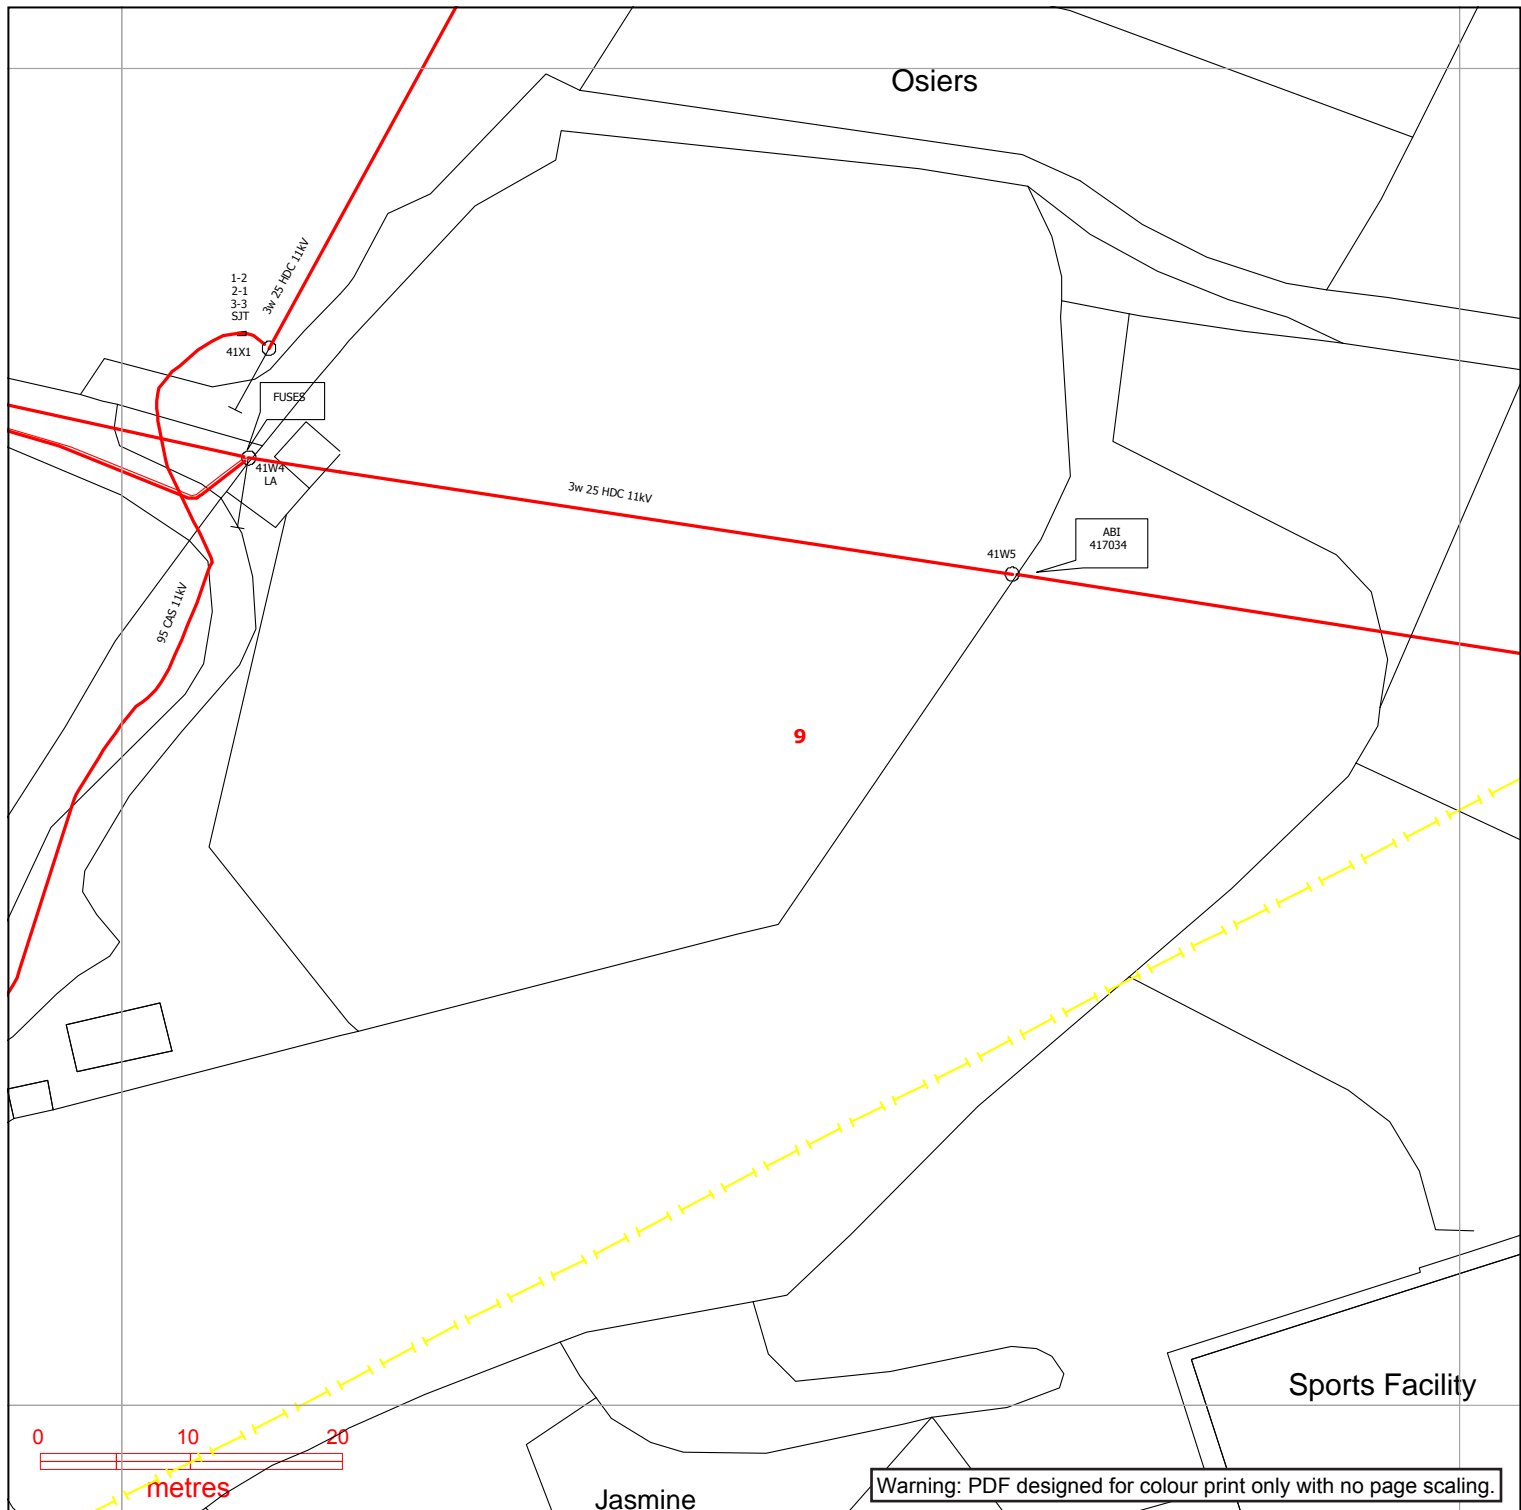 Osiers
3w 25 HDC 11kV
1-2
2-1
3-3
SJT
41X1
FUSES
41W4
LA
3w 25 HDC 11kV
ABI
417034
41W5
95 CAS 11kV
9
Sports Facility
0 10 20
metres
Warning: PDF designed for colour print only with no page scaling.
Jasmine